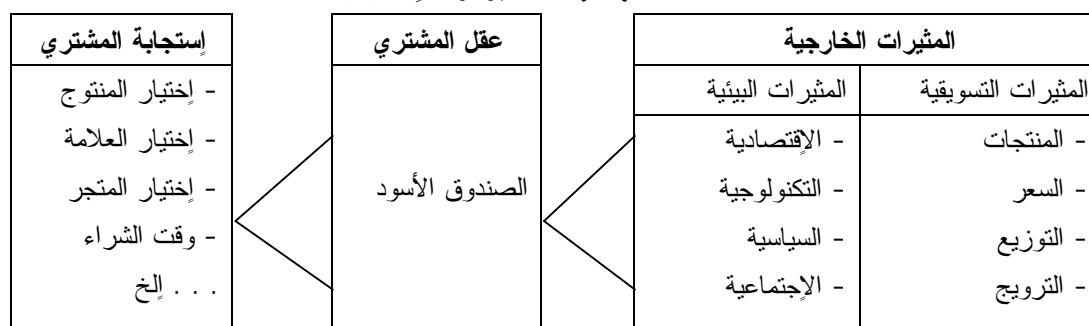 المثيرات الخارجية
المثيرات التسويقية
- المنتجات
- السعر
- التوزيع
- الترويج
المثيرات البيئية
- الإقتصادية
- التكنولوجية
- السياسية
- الإجتماعية
عقل المشتري
الصندوق الأسود
إستجابة المشتري
- إختيار المنتوج
- إختيار العلامة
- إختيار المتجر
- وقت الشراء
. . . إلخ